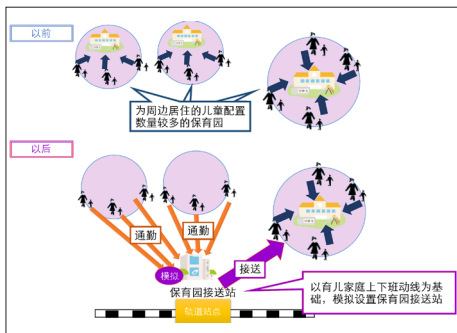 以前
为周边居住的儿童配置
数量较多的保育园
以后
通勤
通勤
模拟
接送
保育园接送站
轨道站点
以育儿家庭上下班动线为基
础，模拟设置保育园接送站